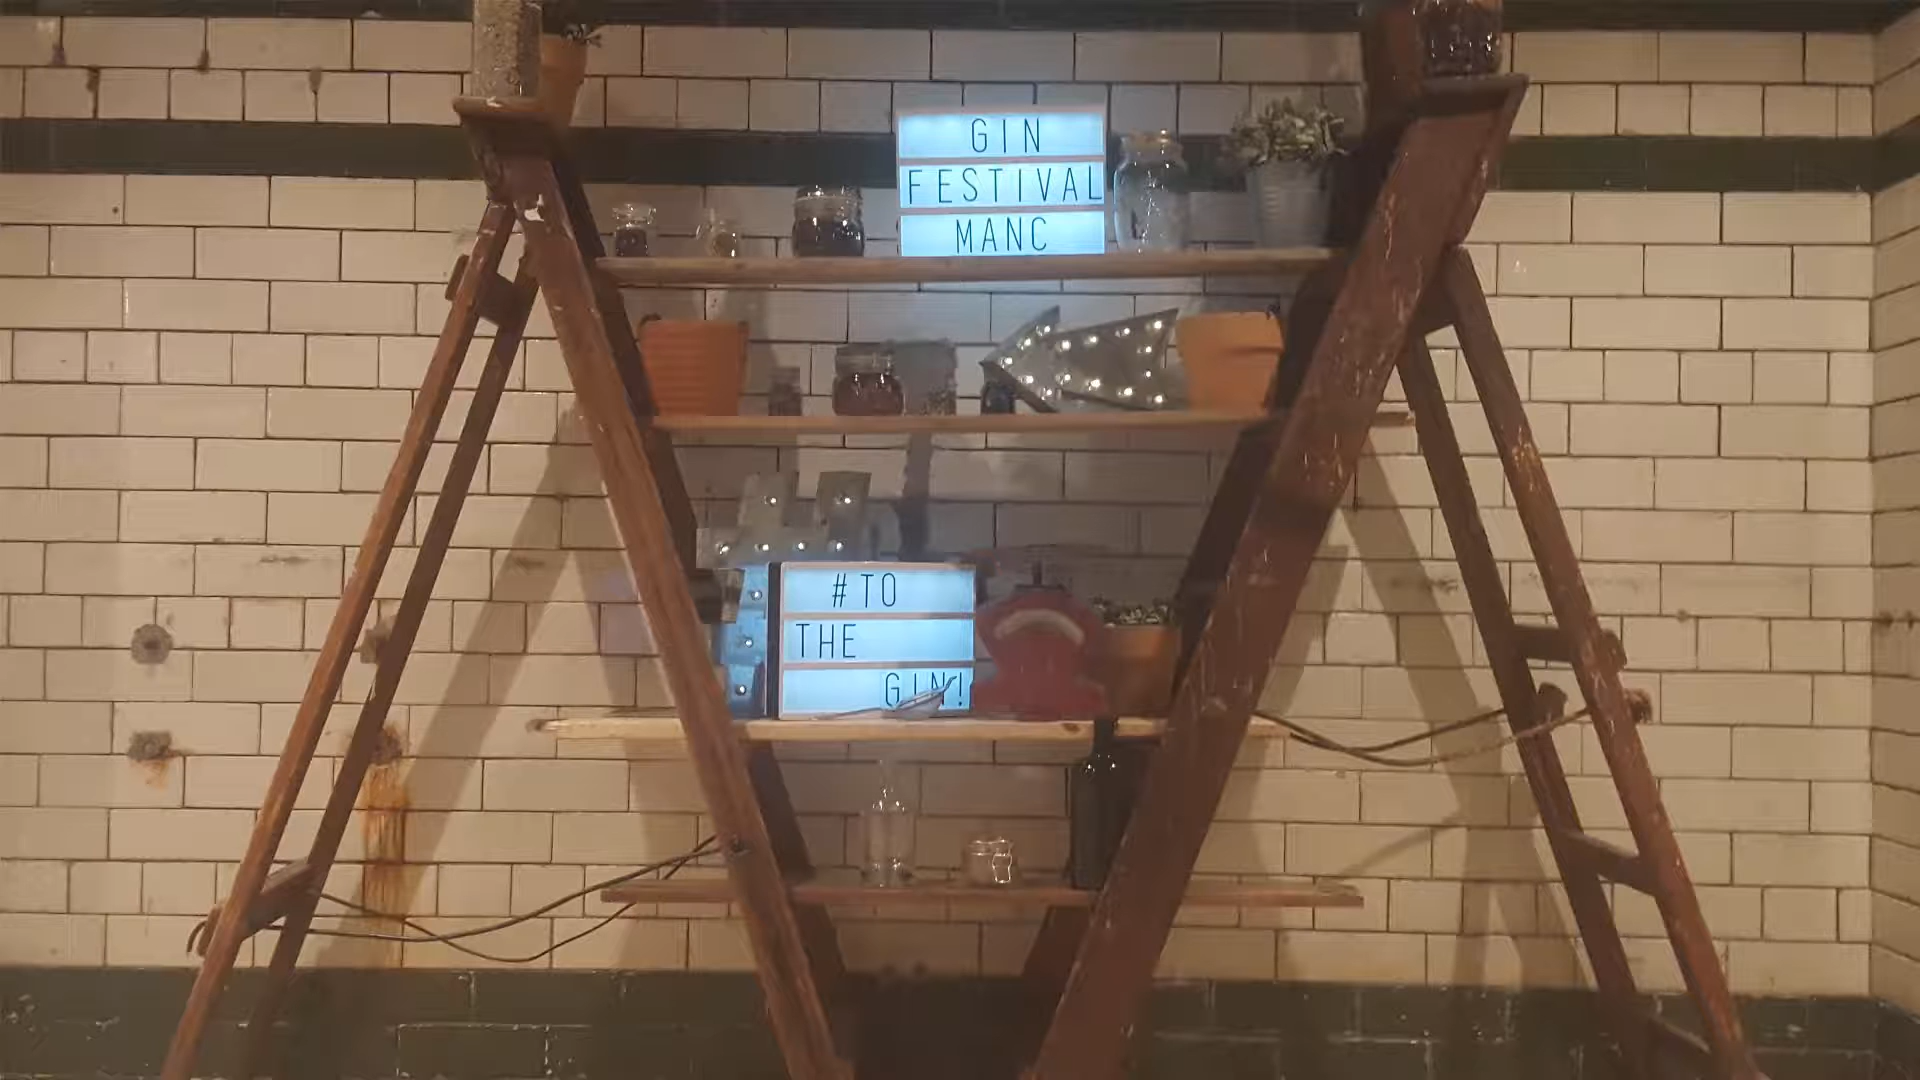 GIN
FESTIVAL
MANC
#TO
THE
GIN!